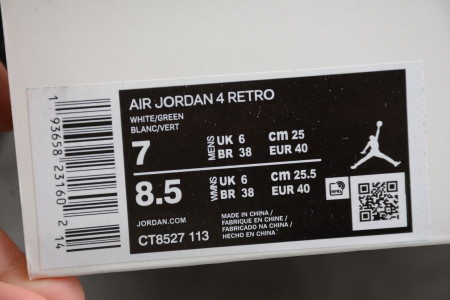 AIR JORDAN 4 RETRO
WHITE/GREEN
BLANC/VERT
7 MENS UK 6 cm 25
BR 38 EUR 40
8.5 WMNS UK 6 cm 25.5
BR 38 EUR 40
JORDAN.COM
MADE IN CHINA /
FABRIQUE EN CHINE /
FABRICADO NA CHINA /
HECHO EN CHINA
CT8527 113
1 93658 23160 2 14